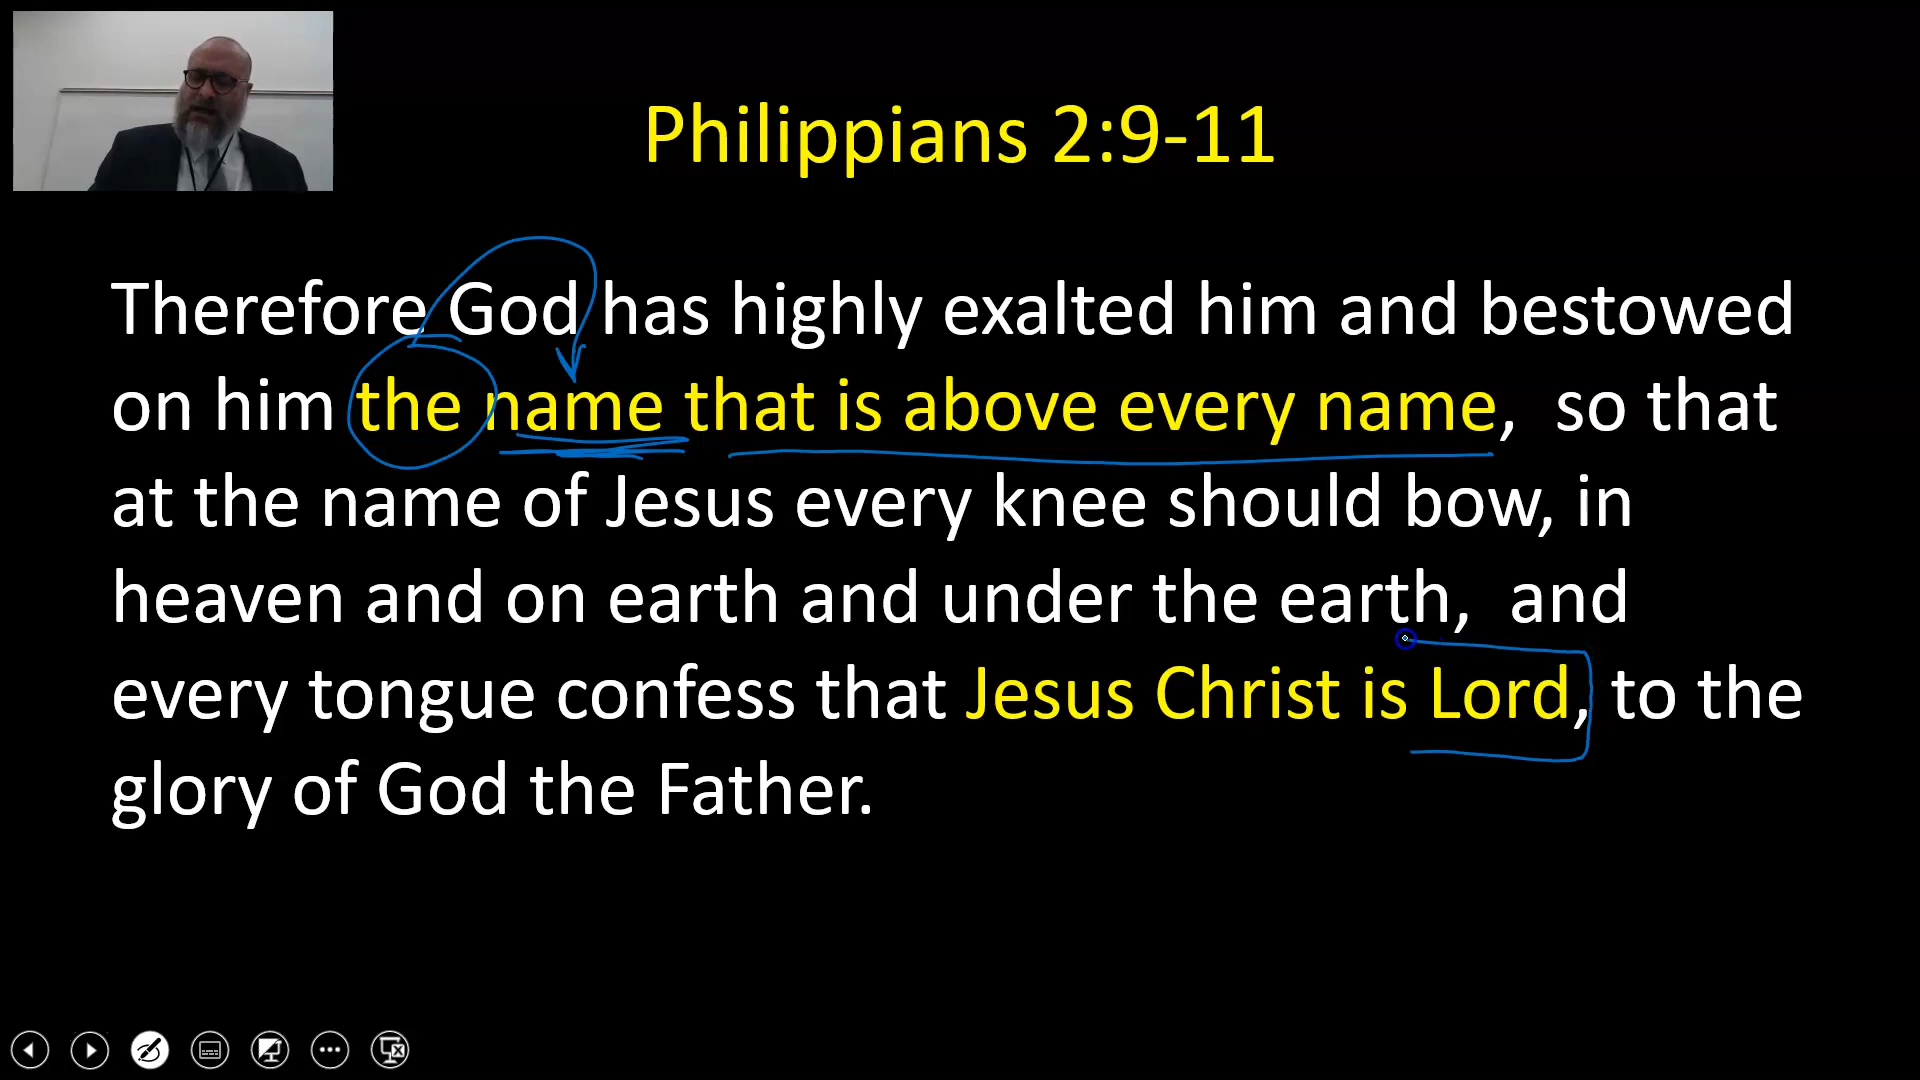 Philippians 2:9-11
Therefore God has highly exalted him and bestowed
on him the name that is above every name,  so that
at the name of Jesus every knee should bow, in
heaven and on earth and under the earth,  and
every tongue confess that Jesus Christ is Lord, to the
glory of God the Father.